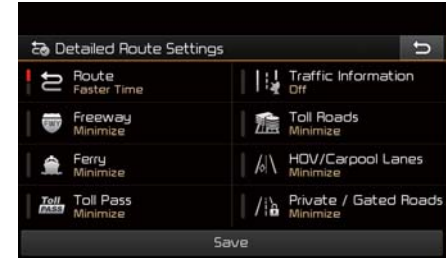 Detailed Route Settings
Route
Faster Time
Traffic Information
Off
FWY
Freeway
Minimize
Toll Roads
Minimize
Ferry
Minimize
HOV/Carpool Lanes
Minimize
Toll PASS
Toll Pass
Minimize
Private / Gated Roads
Minimize
Save